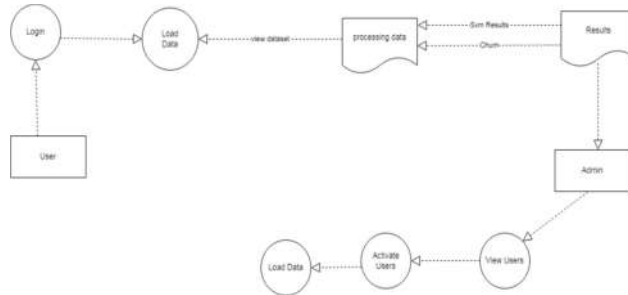 Login
Load
Data
view dataset
processing data
Svm Results
Churn
Results
User
Admin
Load Data
Activate
Users
View Users